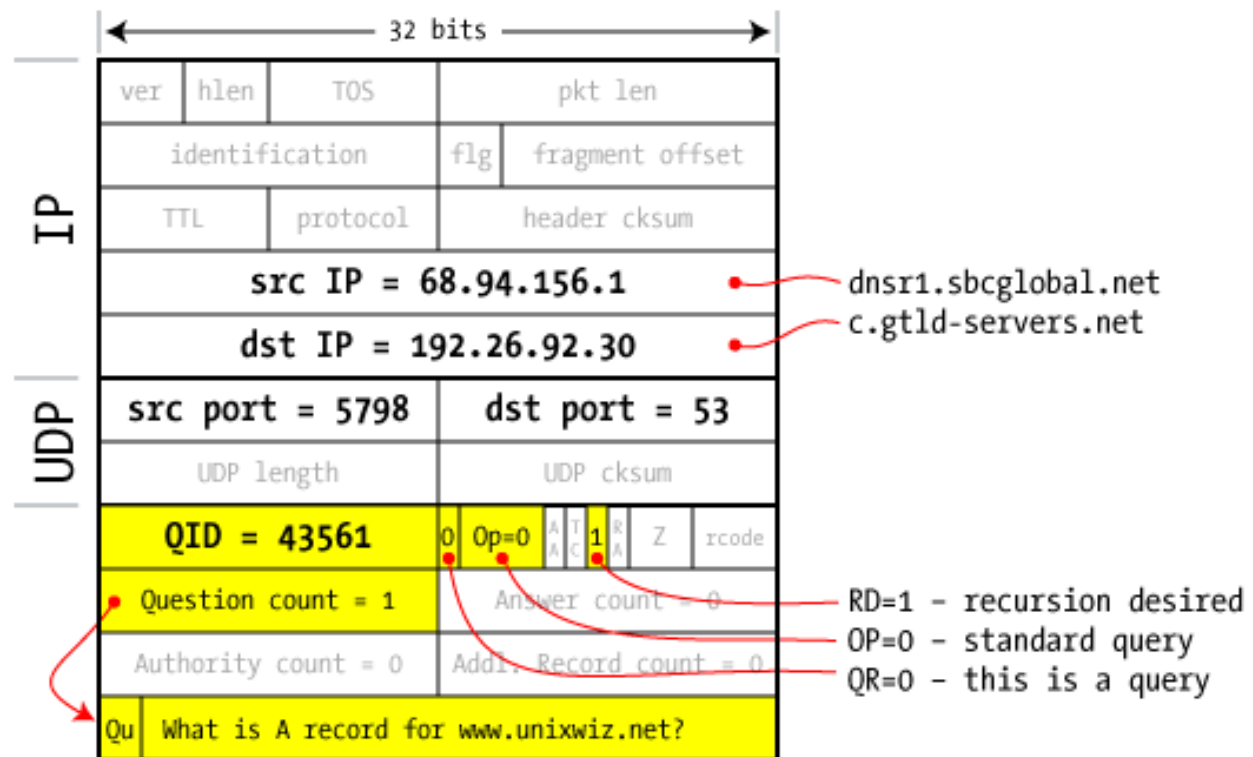 32 bits
IP
ver hlen TOS pkt len
identification flg fragment offset
TTL protocol header cksum
src IP = 68.94.156.1 dnsr1.sbcglobal.net
dst IP = 192.26.92.30 c.gtld-servers.net
UDP
src port = 5798 dst port = 53
UDP length UDP cksum
QID = 43561 0 Op=0 AA TC 1 RA Z rcode
Question count = 1 Answer count = 0 RD=1 – recursion desired
OP=0 – standard query
Authority count = 0 Addl. Record count = 0 QR=0 – this is a query
Qu What is A record for www.unixwiz.net?